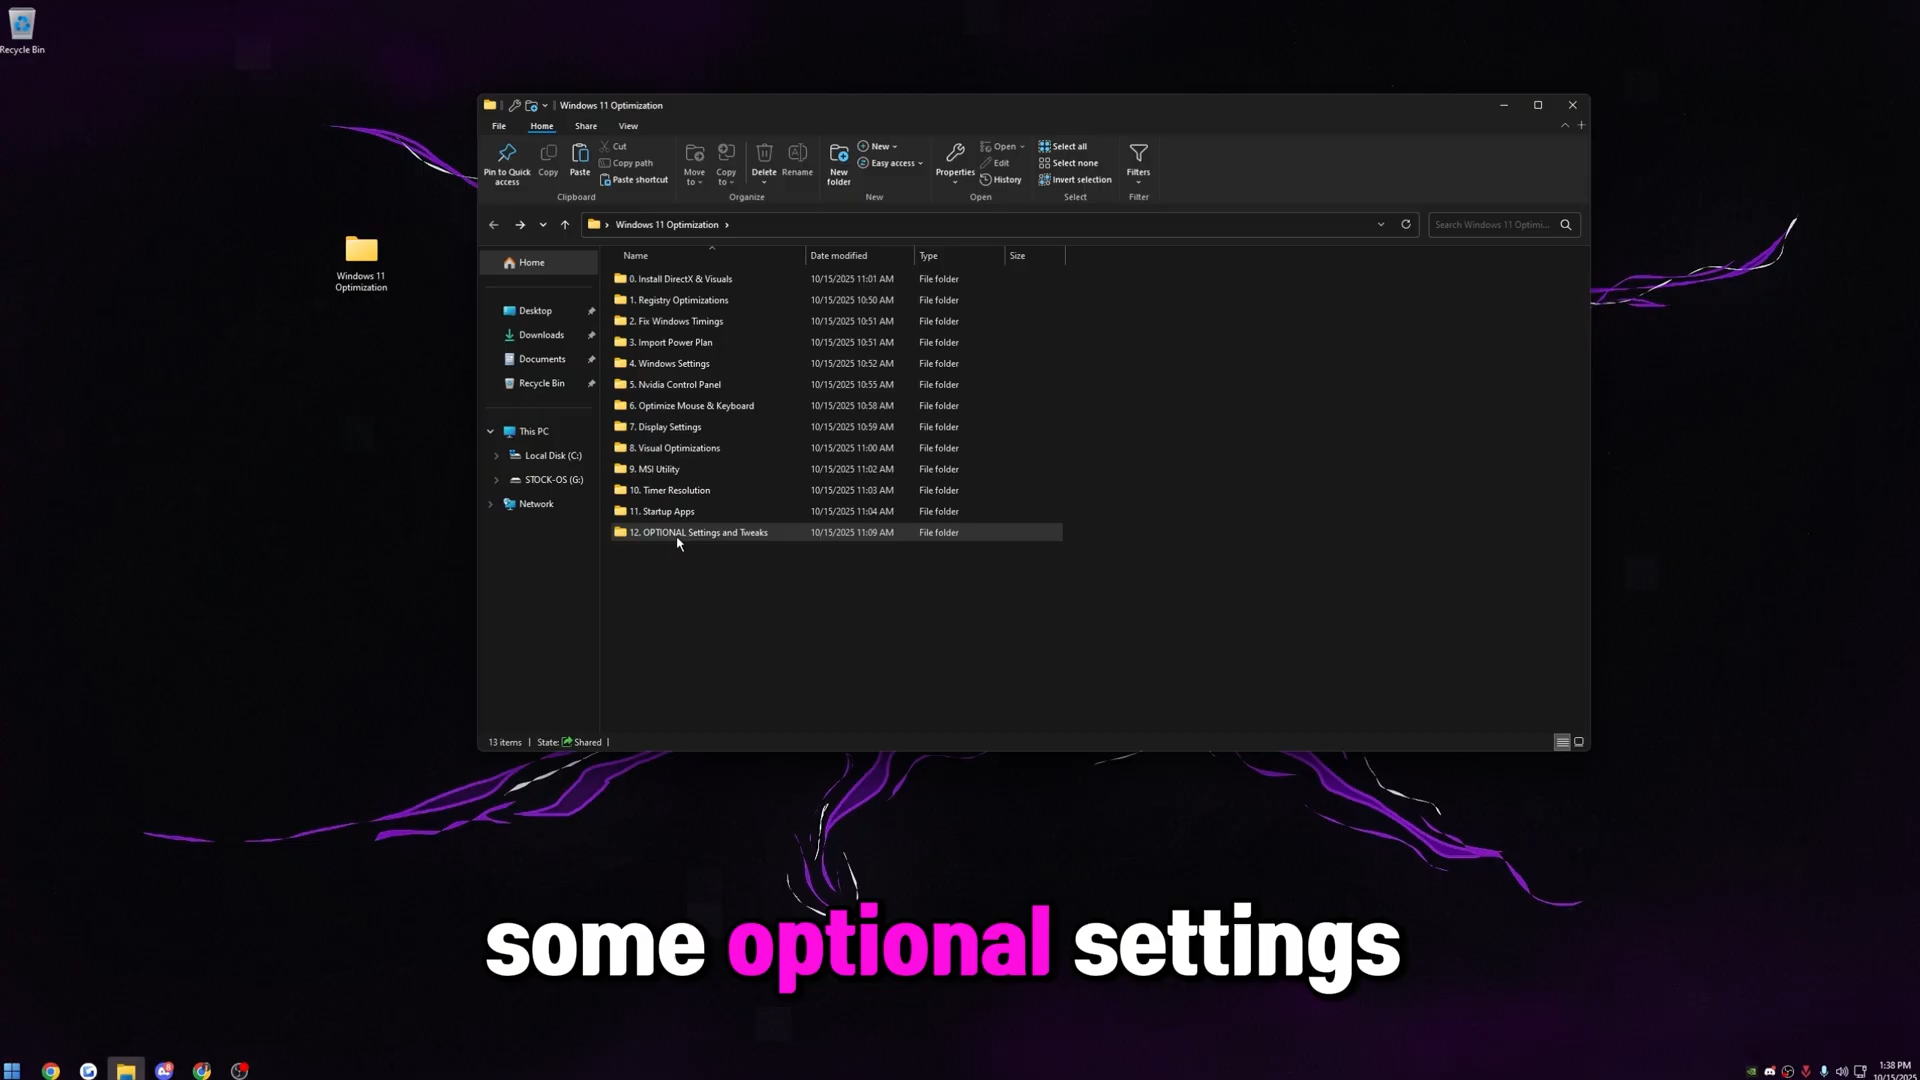 Recycle Bin
Windows 11 Optimization
File Home Share View
Pin to Quick access
Copy
Paste
Cut
Copy path
Paste shortcut
Clipboard
Move to
Copy to
Delete
Rename
Organize
New folder
New
Easy access
New
Properties
Open
Edit
History
Open
Select all
Select none
Invert selection
Select
Filters
Filter
Windows 11 Optimization
Search Windows 11 Optimi...
Windows 11
Optimization
Home
Desktop
Downloads
Documents
Recycle Bin
This PC
Local Disk (C:)
STOCK-OS (G:)
Network
Name Date modified Type Size
0. Install DirectX & Visuals 10/15/2025 11:01 AM File folder
1. Registry Optimizations 10/15/2025 10:50 AM File folder
2. Fix Windows Timings 10/15/2025 10:51 AM File folder
3. Import Power Plan 10/15/2025 10:51 AM File folder
4. Windows Settings 10/15/2025 10:52 AM File folder
5. Nvidia Control Panel 10/15/2025 10:55 AM File folder
6. Optimize Mouse & Keyboard 10/15/2025 10:58 AM File folder
7. Display Settings 10/15/2025 10:59 AM File folder
8. Visual Optimizations 10/15/2025 11:00 AM File folder
9. MSI Utility 10/15/2025 11:02 AM File folder
10. Timer Resolution 10/15/2025 11:03 AM File folder
11. Startup Apps 10/15/2025 11:04 AM File folder
12. OPTIONAL Settings and Tweaks 10/15/2025 11:09 AM File folder
13 items State: Shared
some optional settings
1:38 PM
10/15/2025